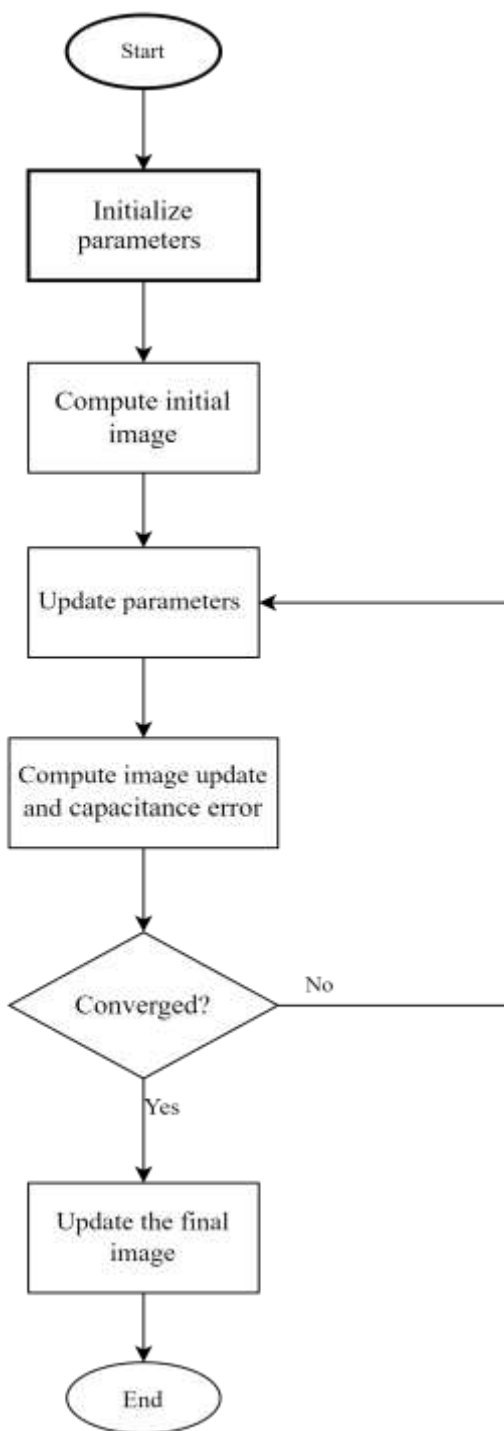 Start
Initialize
parameters
Compute initial
image
Update parameters
Compute image update
and capacitance error
Converged?
No
Yes
Update the final
image
End